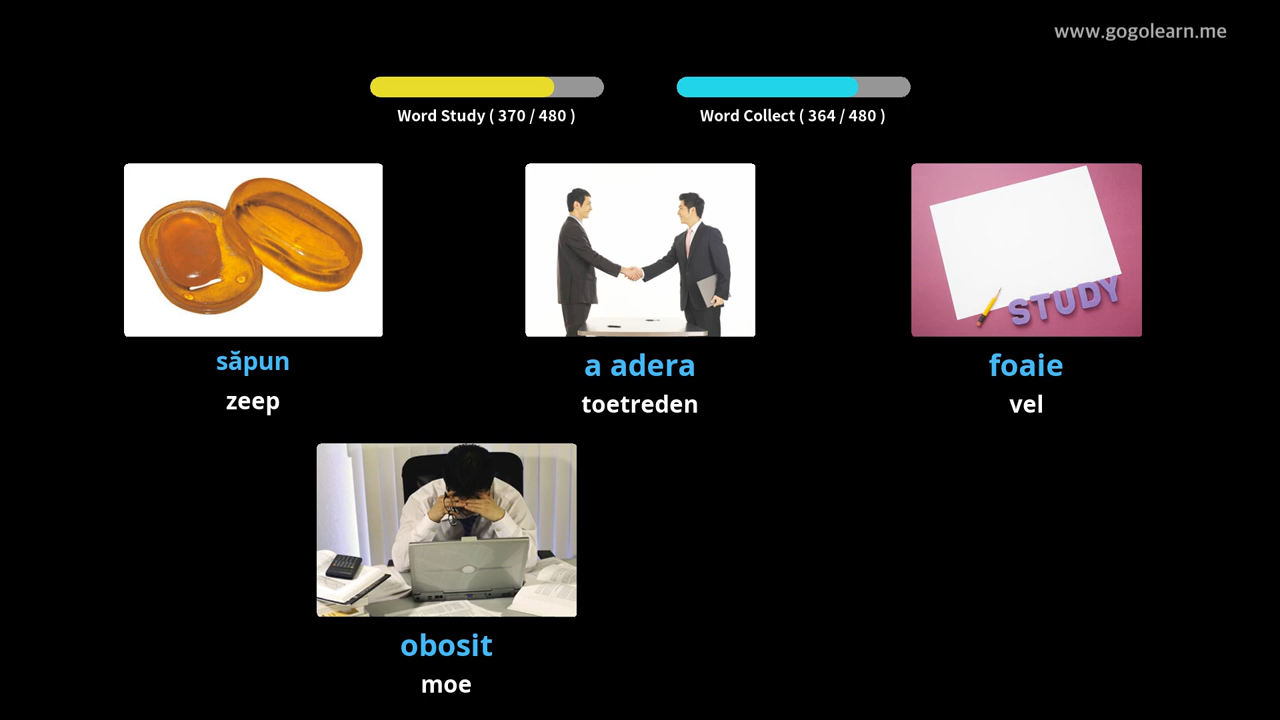 www.gogolearn.me
Word Study ( 370 / 480 )
Word Collect ( 364 / 480 )
STUDY
săpun
zeep
a adera
toetreden
foaie
vel
obosit
moe